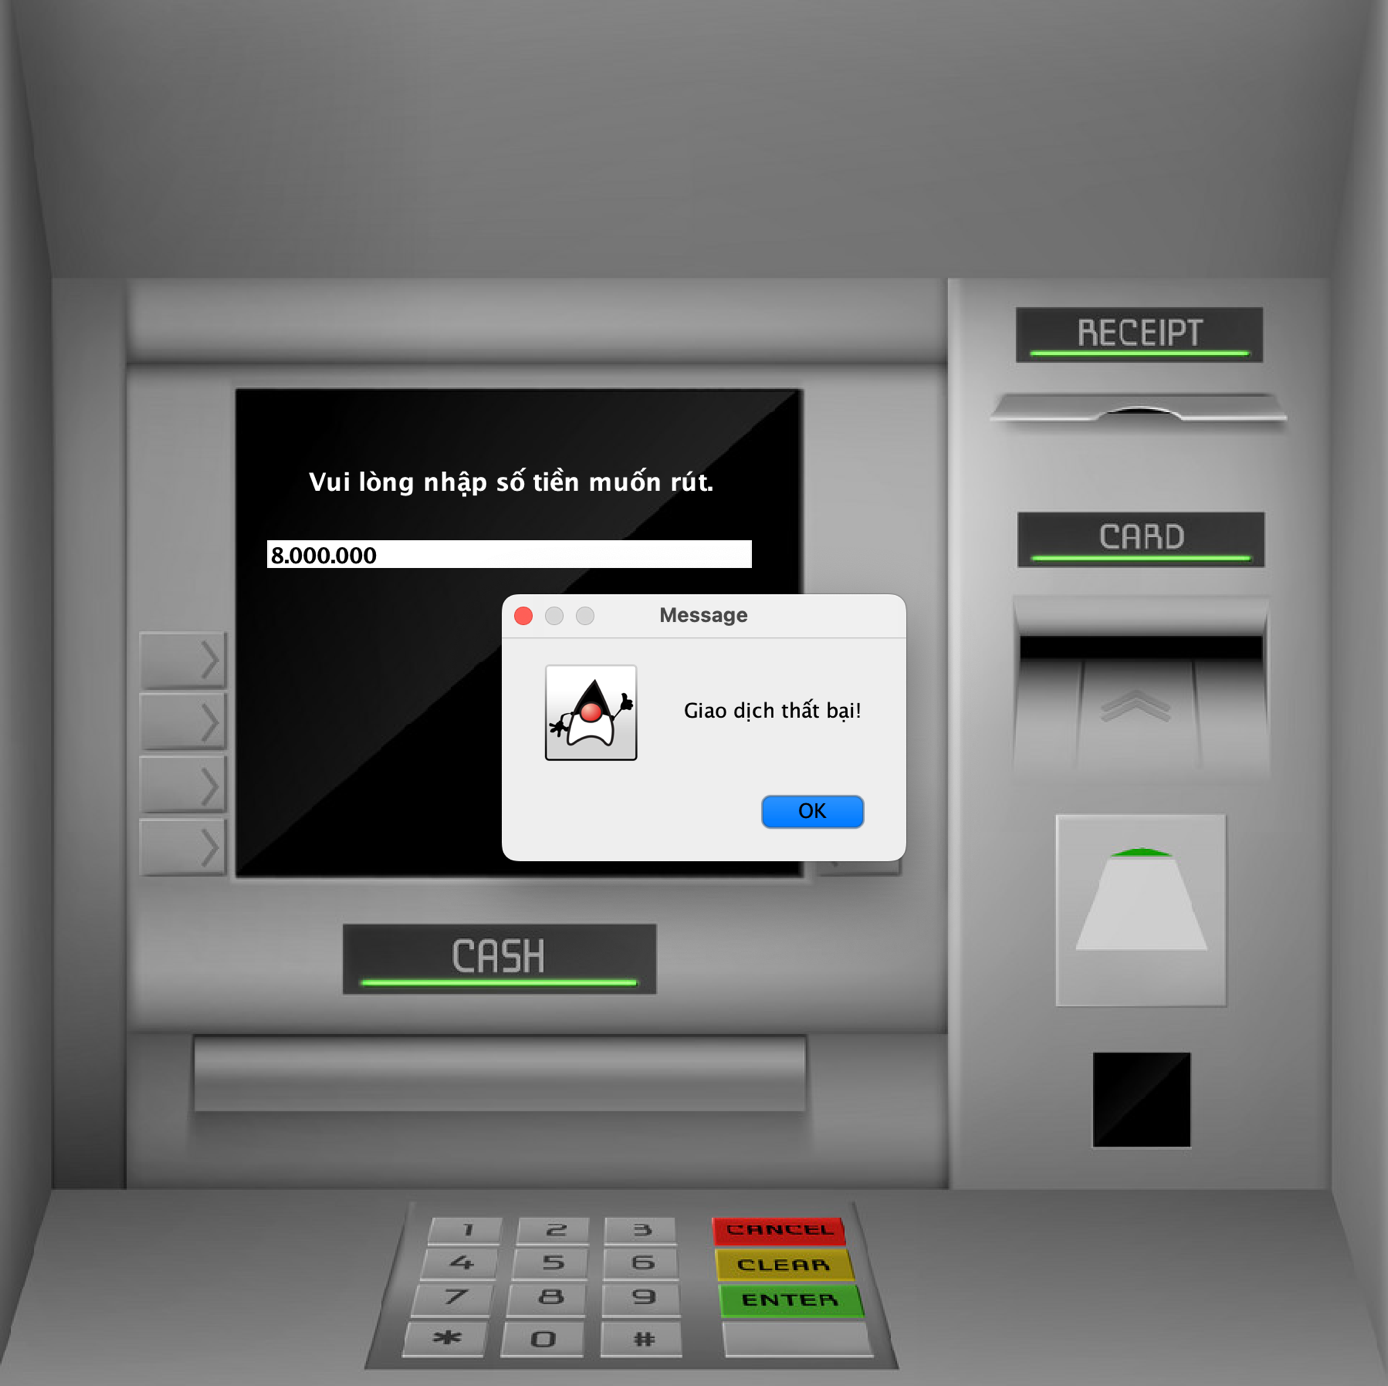 RECEIPT
Vui lòng nhập số tiền muốn rút.
8.000.000
CARD
Message
Giao dịch thất bại!
OK
CASH
1 2 3 CANCEL
4 5 6 CLEAR
7 8 9 ENTER
* 0 #